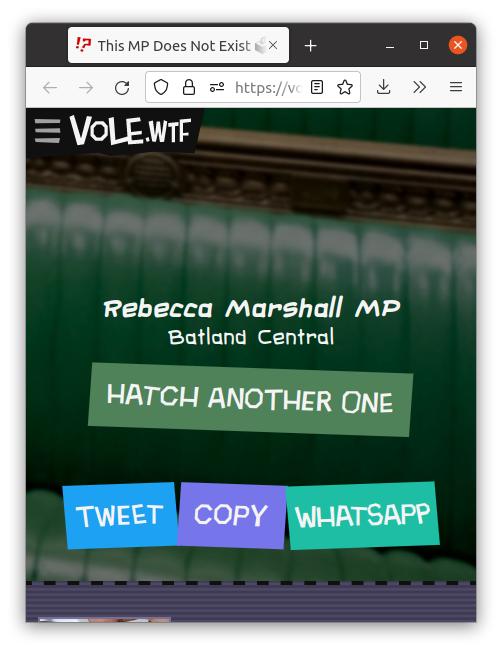 This MP Does Not Exist
https://vo
VOLE.WTF
Rebecca Marshall MP
Batland Central
HATCH ANOTHER ONE
TWEET COPY WHATSAPP